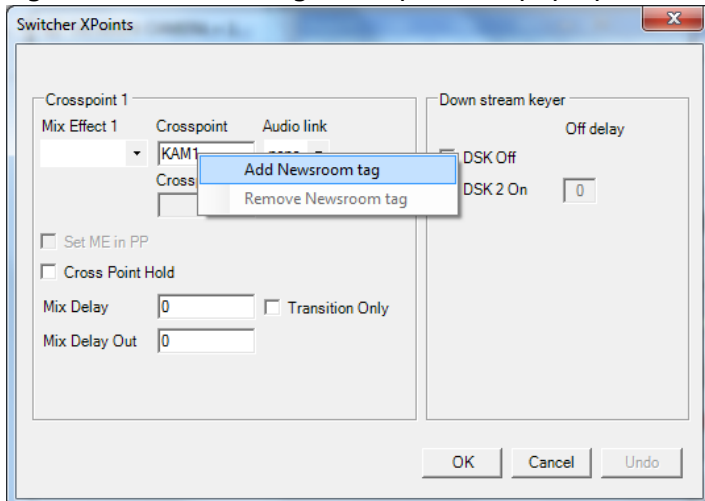 Switcher XPoints
Crosspoint 1
Mix Effect 1 Crosspoint Audio link
KAM1
Add Newsroom tag
Remove Newsroom tag
Set ME in PP
Cross Point Hold
Mix Delay 0 Transition Only
Mix Delay Out 0
Down stream keyer
Off delay
DSK Off
DSK 2 On 0
OK Cancel Undo